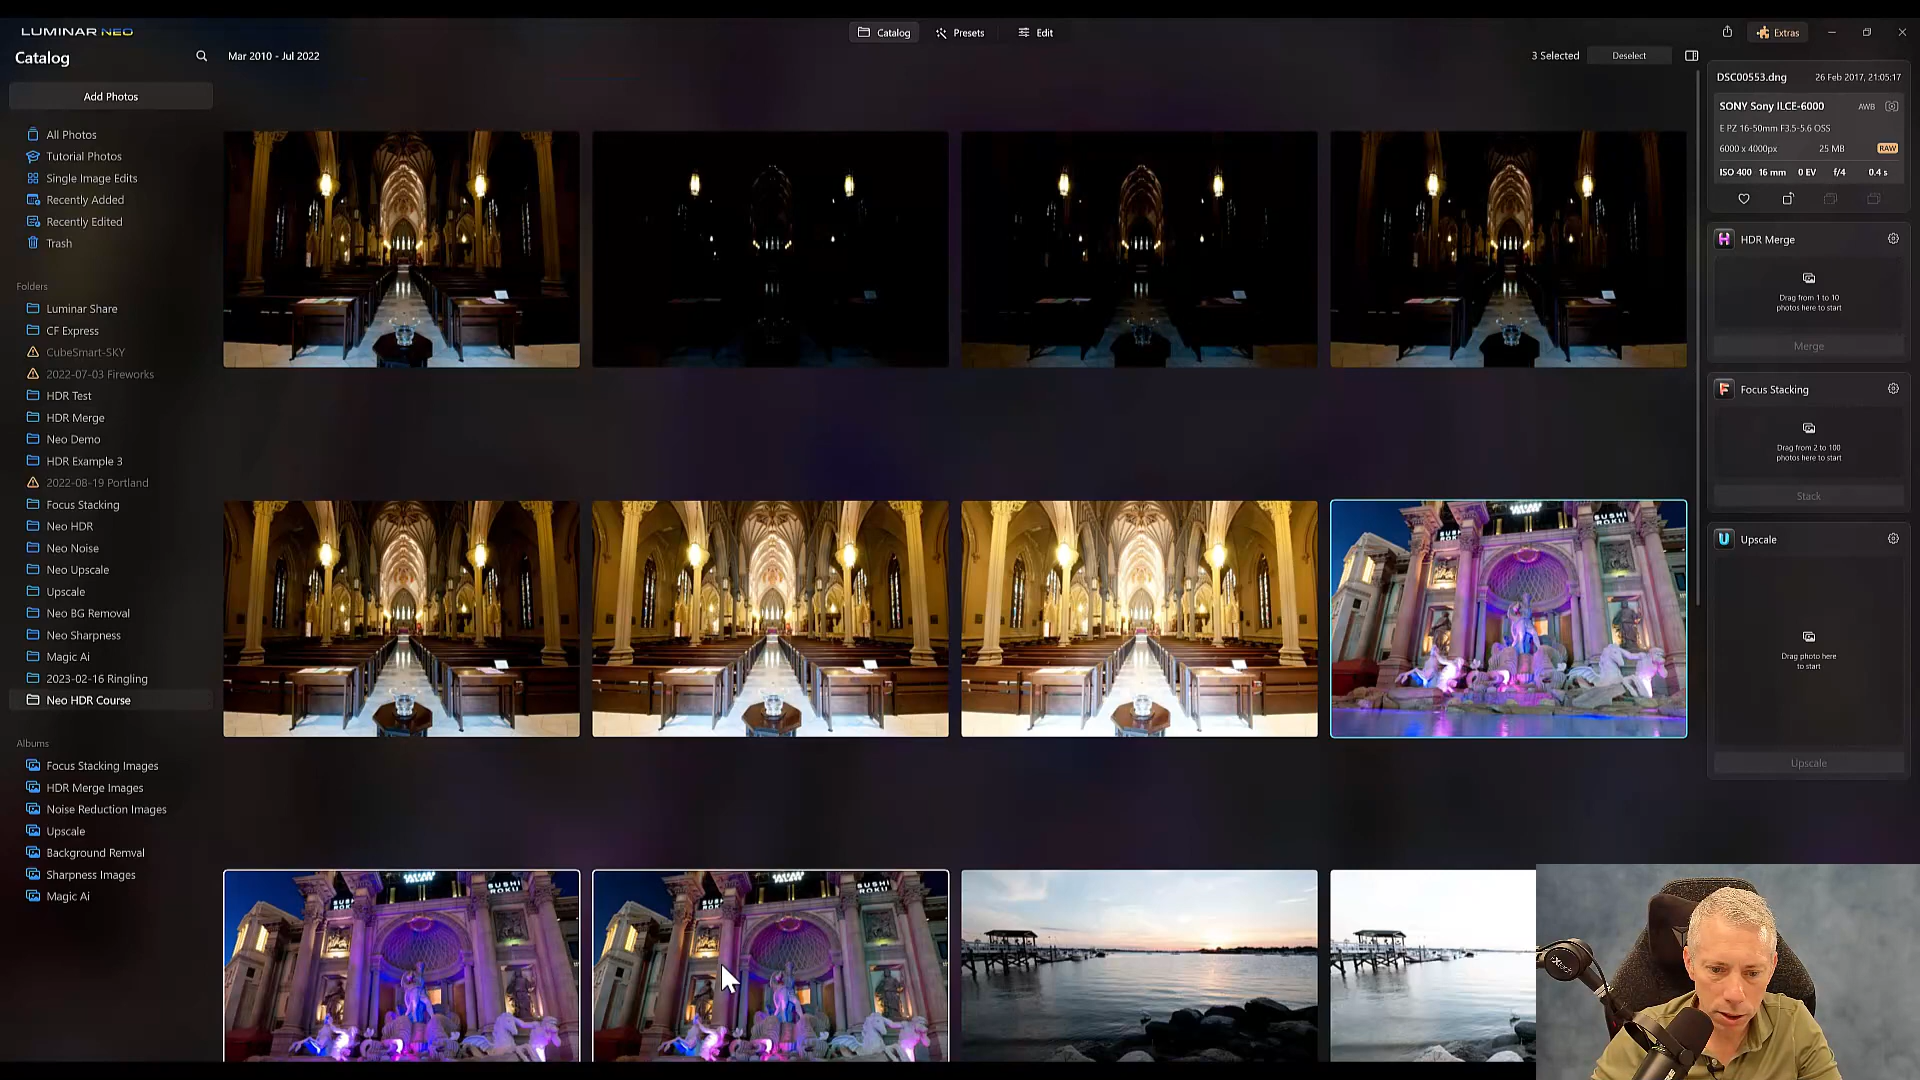 LUMINAR NEO
Catalog
Presets
Edit
Extras
Catalog
Mar 2010 - Jul 2022
3 Selected
Deselect
Add Photos
All Photos
Tutorial Photos
Single Image Edits
Recently Added
Recently Edited
Trash
Folders
Luminar Share
CF Express
CubeSmart-SKY
2022-07-03 Fireworks
HDR Test
HDR Merge
Neo Demo
HDR Example 3
2022-08-19 Portland
Focus Stacking
Neo HDR
Neo Noise
Neo Upscale
Upscale
Neo BG Removal
Neo Sharpness
Magic Ai
2023-02-16 Ringling
Neo HDR Course
Albums
Focus Stacking Images
HDR Merge Images
Noise Reduction Images
Upscale
Background Remval
Sharpness Images
Magic Ai
SUSHI
ROKU
SUSHI
ROKU
SUSHI
ROKU
DSC00553.dng
26 Feb 2017, 21:05:17
SONY Sony ILCE-6000
AWB
E PZ 16-50mm F3.5-5.6 OSS
6000 x 4000px
25 MB
RAW
ISO 400
16 mm
0 EV
f/4
0.4 s
HDR Merge
Drag from 1 to 10
photos here to start
Merge
F
Focus Stacking
Drag from 2 to 100
photos here to start
Stack
U
Upscale
Drag photo here
to start
Upscale